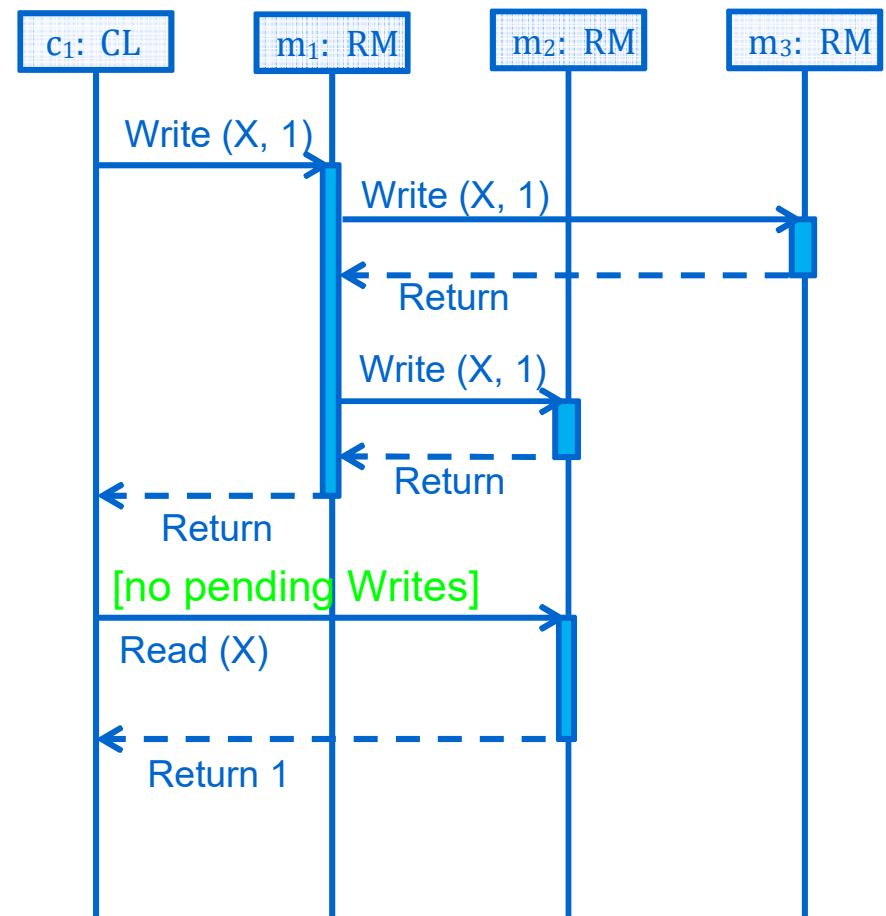 c₁: CL
m₁: RM
m₂: RM
m₃: RM
Write (X, 1)
Write (X, 1)
Return
Write (X, 1)
Return
Return
[no pending Writes]
Read (X)
Return 1